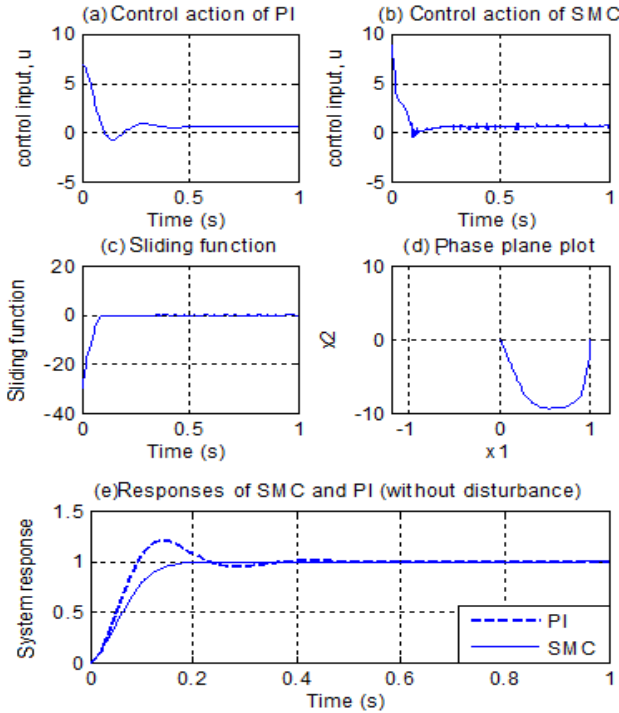 (a) Control action of PI
control input, u
10
5
0
-5
0
0.5
1
Time (s)
(b) Control action of SMC
control input, u
10
5
0
-5
0
0.5
1
Time (s)
(c) Sliding function
Sliding function
20
0
-20
-40
0
0.5
1
Time (s)
(d) Phase plane plot
x2
10
0
-10
-1
0
1
x1
(e)Responses of SMC and PI (without disturbance)
System response
1.5
1
0.5
0
0
0.2
0.4
0.6
0.8
1
Time (s)
PI
SMC